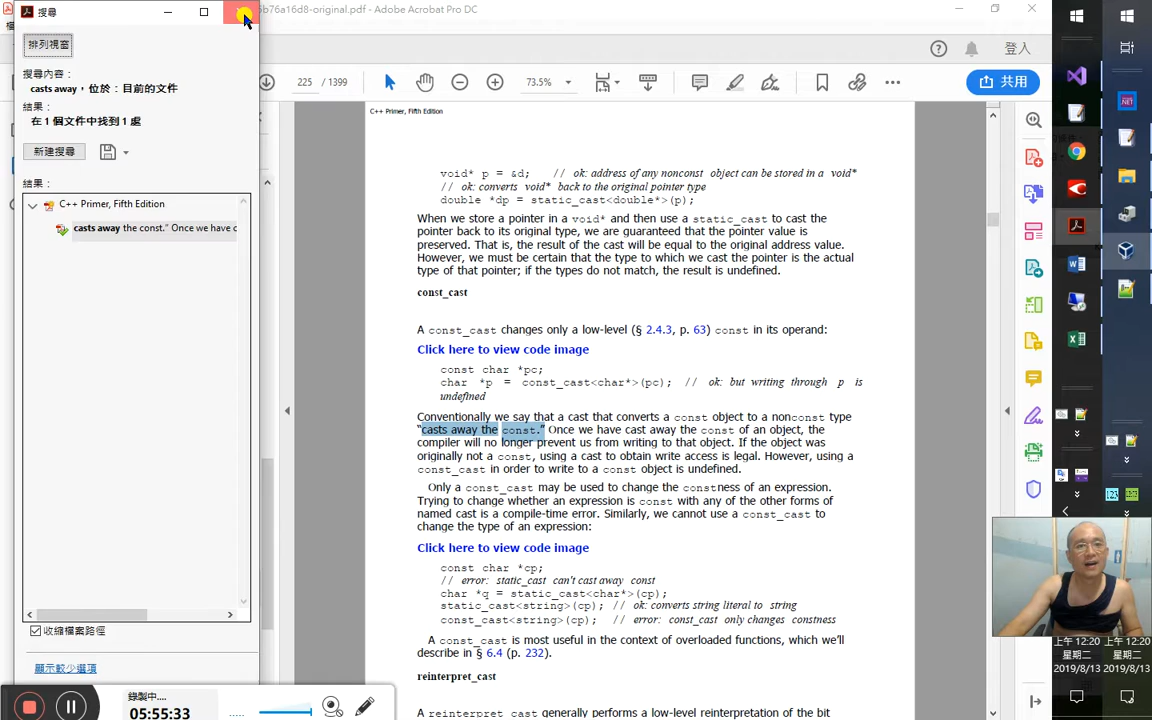 搜尋
5b76a16d8-original.pdf - Adobe Acrobat Pro DC
排列視窗
搜尋內容：
casts away，位於：目前的文件
結果：
在 1 個文件中找到 1 處
新建搜尋
結果：
C++ Primer, Fifth Edition
casts away the const.” Once we have c
收縮檔案路徑
顯示較少選項
錄製中....
05:55:33
225 / 1399
73.5%
登入
共用
C++ Primer, Fifth Edition
void* p = &d; // ok: address of any nonconst object can be stored in a void*
// ok: converts void* back to the original pointer type
double *dp = static_cast<double*>(p);
When we store a pointer in a void* and then use a static_cast to cast the
pointer back to its original type, we are guaranteed that the pointer value is
preserved. That is, the result of the cast will be equal to the original address value.
However, we must be certain that the type to which we cast the pointer is the actual
type of that pointer; if the types do not match, the result is undefined.
const_cast
A const_cast changes only a low-level (§ 2.4.3, p. 63) const in its operand:
Click here to view code image
const char *pc;
char *p = const_cast<char*>(pc); // ok: but writing through p is
undefined
Conventionally we say that a cast that converts a const object to a nonconst type
“casts away the const.” Once we have cast away the const of an object, the
compiler will no longer prevent us from writing to that object. If the object was
originally not a const, using a cast to obtain write access is legal. However, using a
const_cast in order to write to a const object is undefined.
Only a const_cast may be used to change the constness of an expression.
Trying to change whether an expression is const with any of the other forms of
named cast is a compile-time error. Similarly, we cannot use a const_cast to
change the type of an expression:
Click here to view code image
const char *cp;
// error: static_cast can't cast away const
char *q = static_cast<char*>(cp);
static_cast<string>(cp); // ok: converts string literal to string
const_cast<string>(cp); // error: const_cast only changes constness
A const_cast is most useful in the context of overloaded functions, which we’ll
describe in § 6.4 (p. 232).
reinterpret_cast
A reinterpret_cast generally performs a low-level reinterpretation of the bit
上午 12:20
星期二
2019/8/13
上午 12:20
星期二
2019/8/13